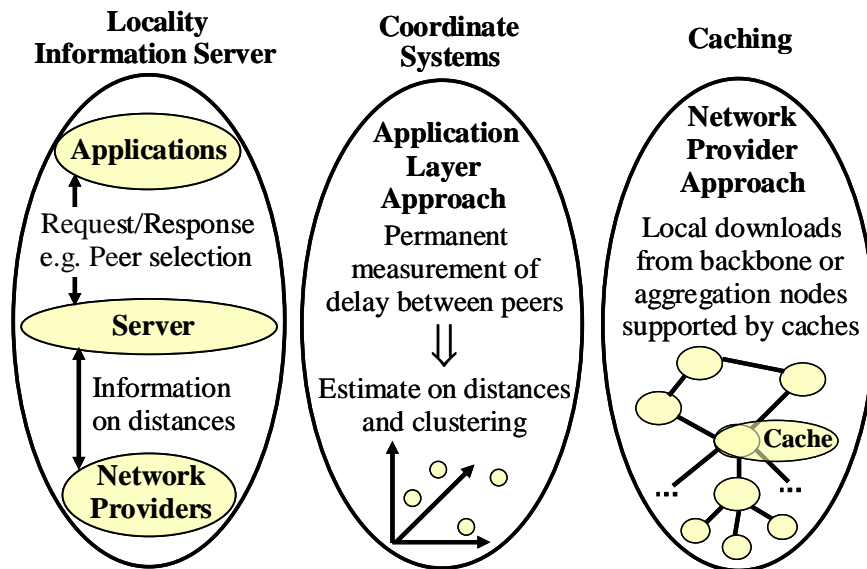 Locality
Information Server
Applications
Request/Response
e.g. Peer selection
Server
Information
on distances
Network
Providers
Coordinate
Systems
Application
Layer
Approach
Permanent
measurement of
delay between peers
Estimate on distances
and clustering
Caching
Network
Provider
Approach
Local downloads
from backbone or
aggregation nodes
supported by caches
Cache
...
...